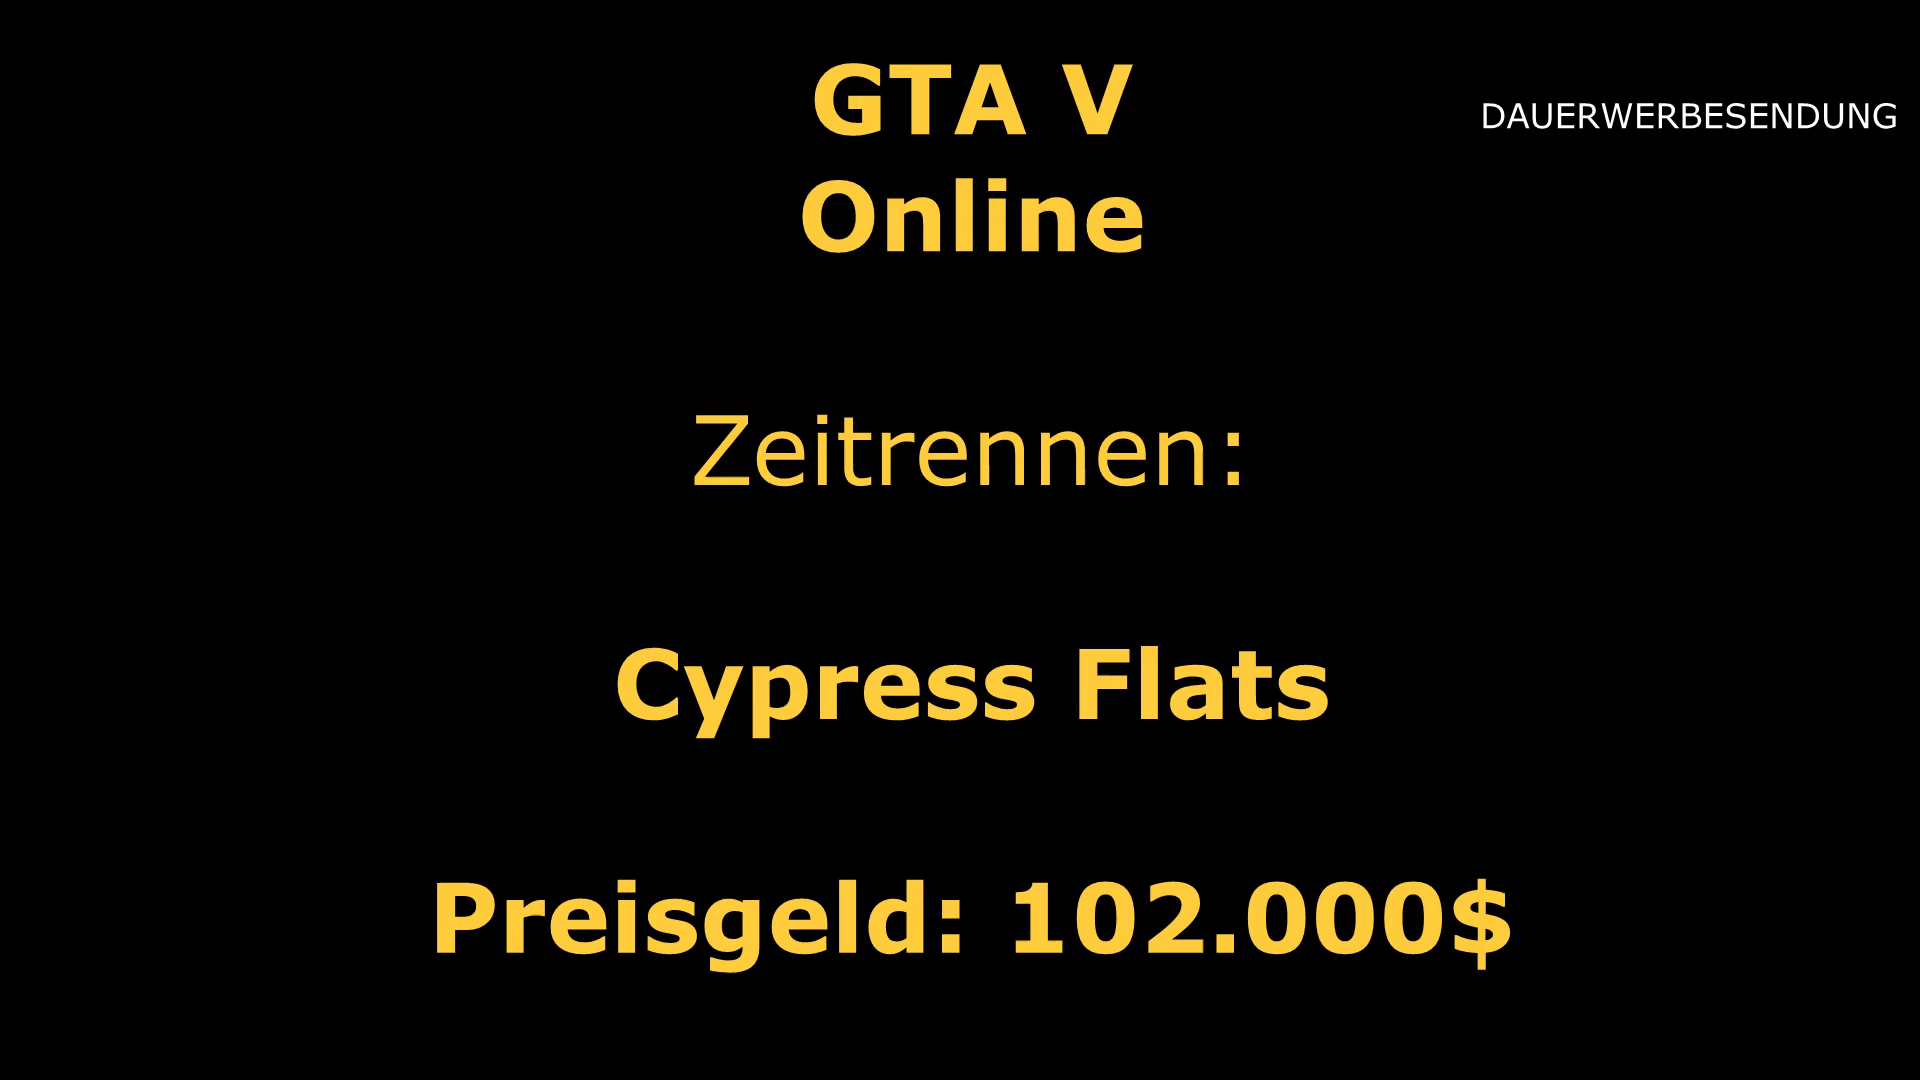 GTA V
Online
DAUERWERBESENDUNG
Zeitrennen:
Cypress Flats
Preisgeld: 102.000$